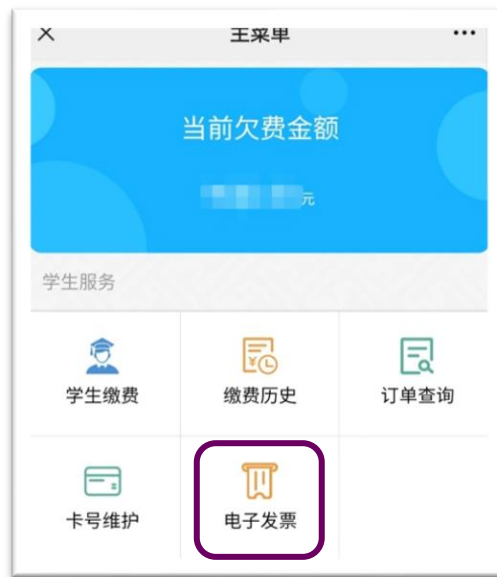 主菜单
当前欠费金额
元
学生服务
学生缴费
缴费历史
订单查询
卡号维护
电子发票